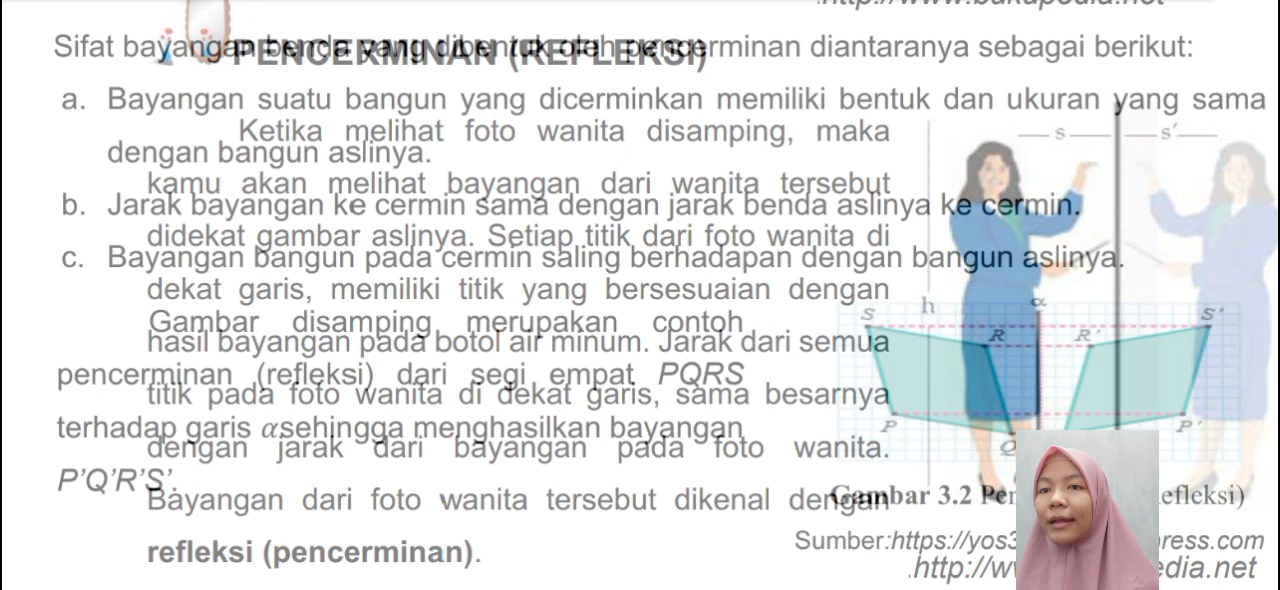 http://www.bukupedia.net
PENCERMINAN (REFLEKSI)
Sifat bayangan benda yang dibentuk oleh pencerminan diantaranya sebagai berikut:
a. Bayangan suatu bangun yang dicerminkan memiliki bentuk dan ukuran yang sama
dengan bangun aslinya.
b. Jarak bayangan ke cermin sama dengan jarak benda aslinya ke cermin.
c. Bayangan bangun pada cermin saling berhadapan dengan bangun aslinya.
Gambar disamping merupakan contoh
pencerminan (refleksi) dari segi empat PQRS
terhadap garis αsehingga menghasilkan bayangan
P’Q’R’S’.
Ketika melihat foto wanita disamping, maka
kamu akan melihat bayangan dari wanita tersebut
didekat gambar aslinya. Setiap titik dari foto wanita di
dekat garis, memiliki titik yang bersesuaian dengan
hasil bayangan pada botol air minum. Jarak dari semua
titik pada foto wanita di dekat garis, sama besarnya
dengan jarak dari bayangan pada foto wanita.
Bayangan dari foto wanita tersebut dikenal dengan
refleksi (pencerminan).
s s’
h
α
S S’
R R’
P P’
Q
Gambar 3.2 efleksi)
Sumber:https://yos3 ress.com
.http://w dia.net